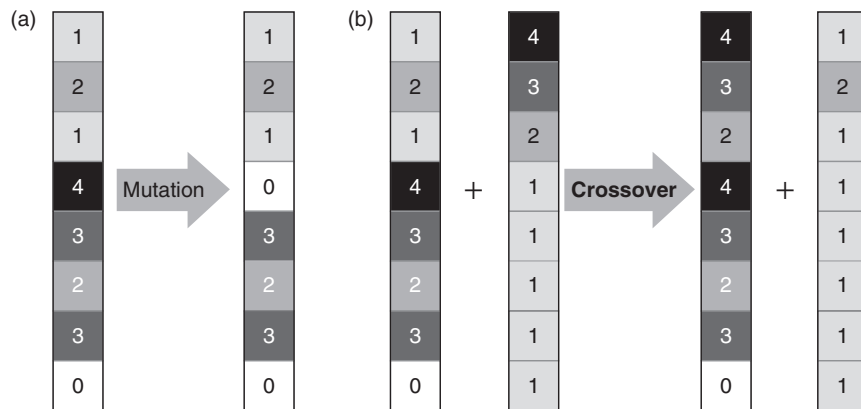 (a) (b)
1 1 1 4 4 1
2 2 2 3 3 2
1 1 1 2 2 1
4 Mutation 0 4 + 1 Crossover 4 + 1
3 3 3 1 3 1
2 2 2 1 2 1
3 3 3 1 3 1
0 0 0 1 0 1